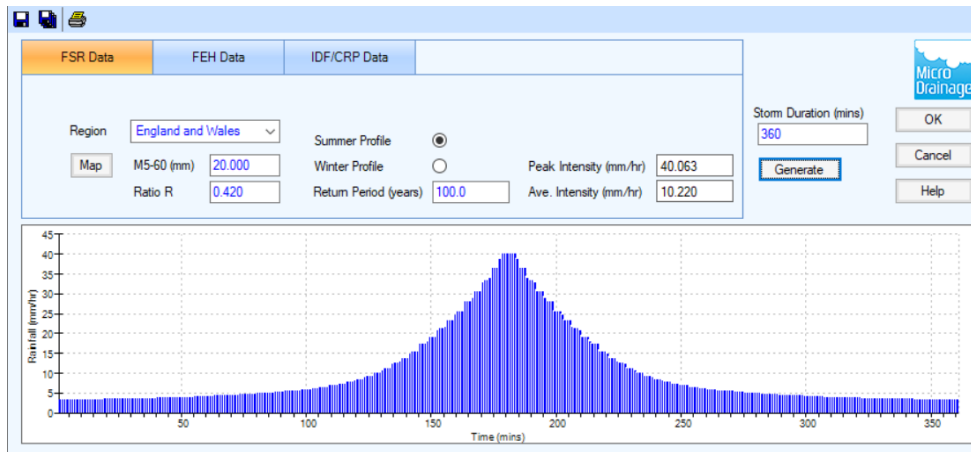 FSR Data FEH Data IDF/CRP Data
Micro
Drainage
Storm Duration (mins)
360
OK
Region England and Wales
Summer Profile
Map M5-60 (mm) 20.000
Winter Profile
Peak Intensity (mm/hr) 40.063
Generate
Cancel
Ratio R 0.420
Return Period (years) 100.0
Ave. Intensity (mm/hr) 10.220
Help
45
40
35
30
25
20
15
10
5
0
Rainfall (mm/hr)
50 100 150 200 250 300 350
Time (mins)